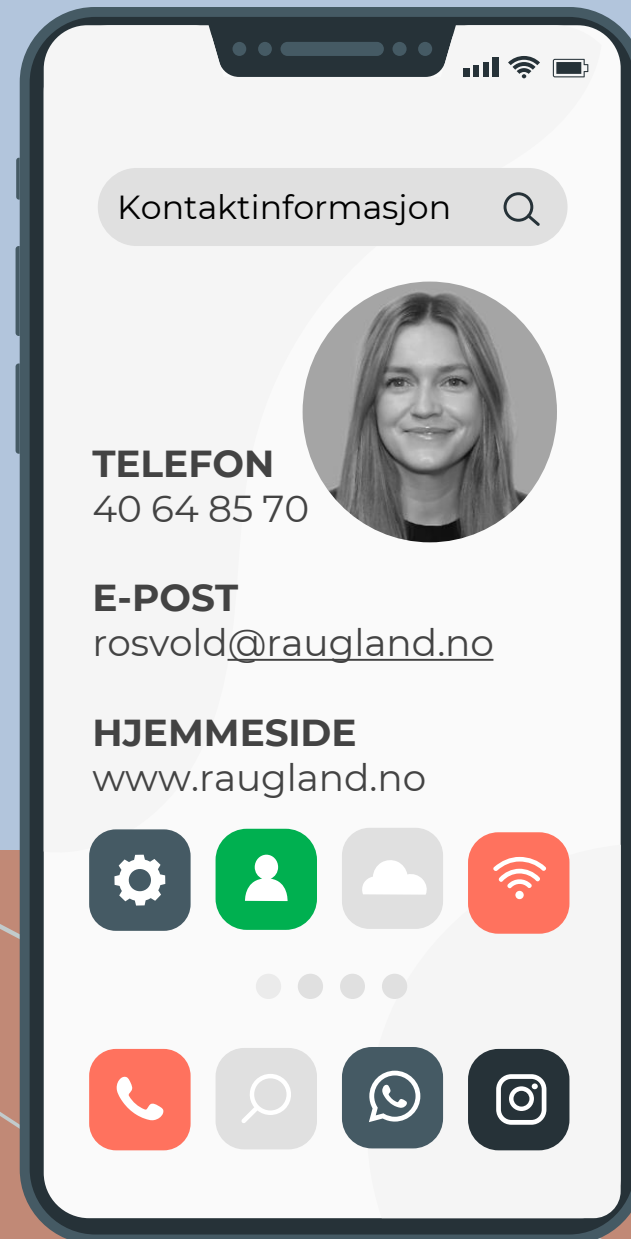 Kontaktinformasjon
TELEFON
40 64 85 70
E-POST
rosvold@raugland.no
HJEMMESIDE
www.raugland.no